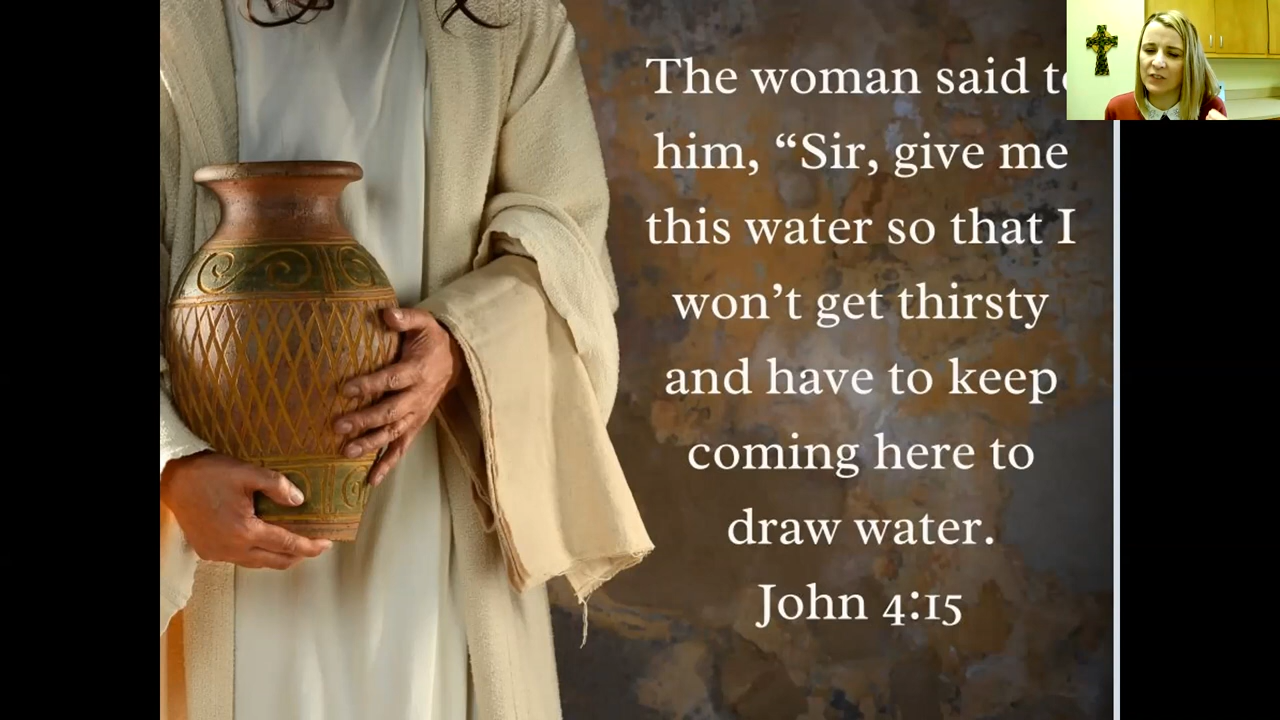 The woman said to
him, “Sir, give me
this water so that I
won’t get thirsty
and have to keep
coming here to
draw water.
John 4:15